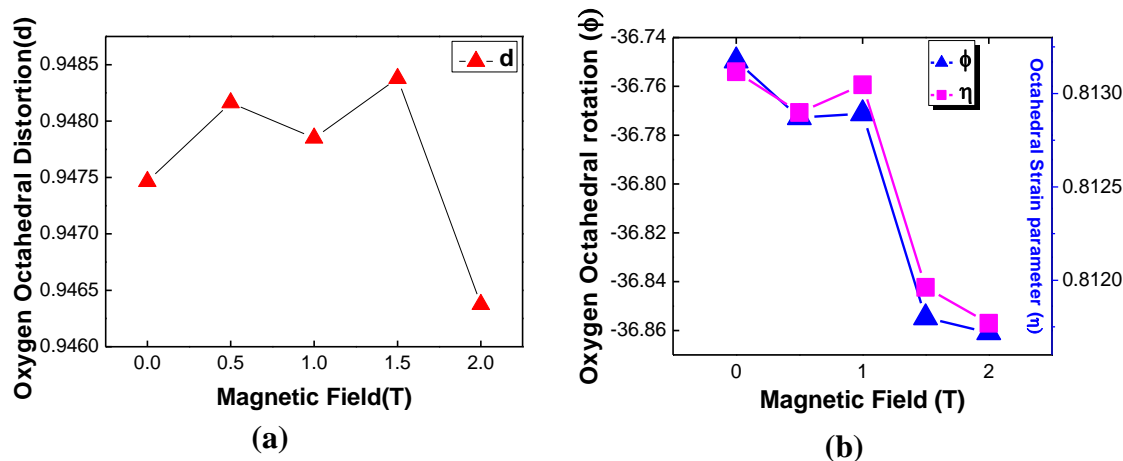 Oxygen Octahedral Distortion(d)
0.9485
0.9480
0.9475
0.9470
0.9465
0.9460
d
0.0
0.5
1.0
1.5
2.0
Magnetic Field(T)
(a)
Oxygen Octahedral rotation (ϕ)
-36.74
-36.76
-36.78
-36.80
-36.82
-36.84
-36.86
ϕ
η
0
1
2
Magnetic Field (T)
0.8130
0.8125
0.8120
Octahedral Strain parameter (η)
(b)